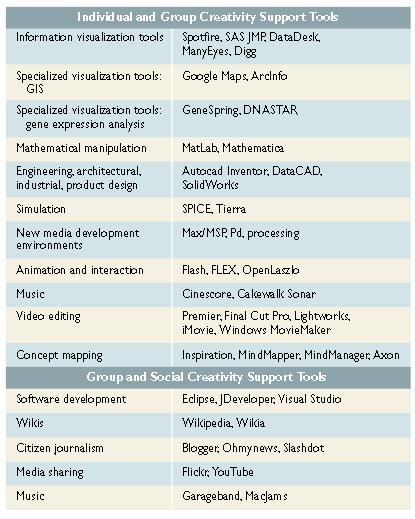 Individual and Group Creativity Support Tools
Information visualization tools Spotfire, SAS JMP, DataDesk,
ManyEyes, Digg
Specialized visualization tools: Google Maps, ArcInfo
GIS
Specialized visualization tools: GeneSpring, DNASTAR
gene expression analysis
Mathematical manipulation MatLab, Mathematica
Engineering, architectural, Autocad Inventor, DataCAD,
industrial, product design SolidWorks
Simulation SPICE, Tierra
New media development Max/MSP, Pd, processing
environments
Animation and interaction Flash, FLEX, OpenLaszlo
Music Cinescore, Cakewalk Sonar
Video editing Premier, Final Cut Pro, Lightworks,
iMovie, Windows MovieMaker
Concept mapping Inspiration, MindMapper, MindManager, Axon
Group and Social Creativity Support Tools
Software development Eclipse, JDeveloper, Visual Studio
Wikis Wikipedia, Wikia
Citizen journalism Blogger, Ohmynews, Slashdot
Media sharing Flickr, YouTube
Music Garageband, MacJams